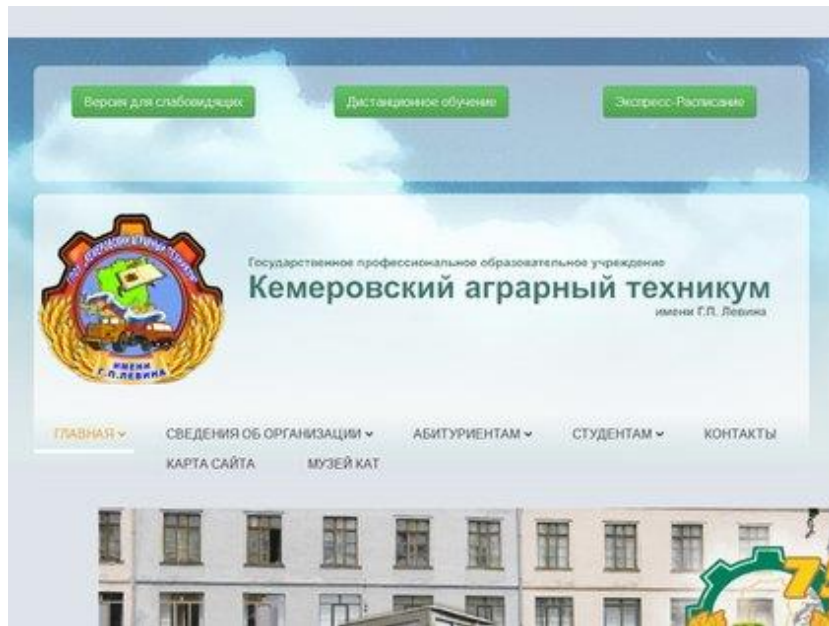 Версия для слабовидящих
Дистанционное обучение
Экспресс-Расписание
Государственное профессиональное образовательное учреждение
Кемеровский аграрный техникум
имени Г.П. Левина
ИМЕНИ
Г.П.ЛЕВИНА
ГЛАВНАЯ
СВЕДЕНИЯ ОБ ОРГАНИЗАЦИИ
АБИТУРИЕНТАМ
СТУДЕНТАМ
КОНТАКТЫ
КАРТА САЙТА
МУЗЕЙ КАТ